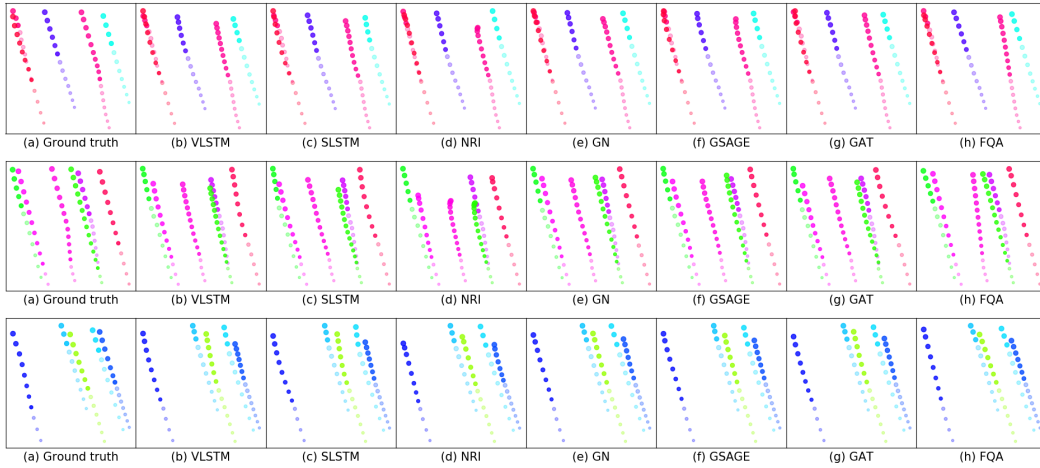 (a) Ground truth (b) VLSTM (c) SLSTM (d) NRI (e) GN (f) GSAGE (g) GAT (h) FQA
(a) Ground truth (b) VLSTM (c) SLSTM (d) NRI (e) GN (f) GSAGE (g) GAT (h) FQA
(a) Ground truth (b) VLSTM (c) SLSTM (d) NRI (e) GN (f) GSAGE (g) GAT (h) FQA